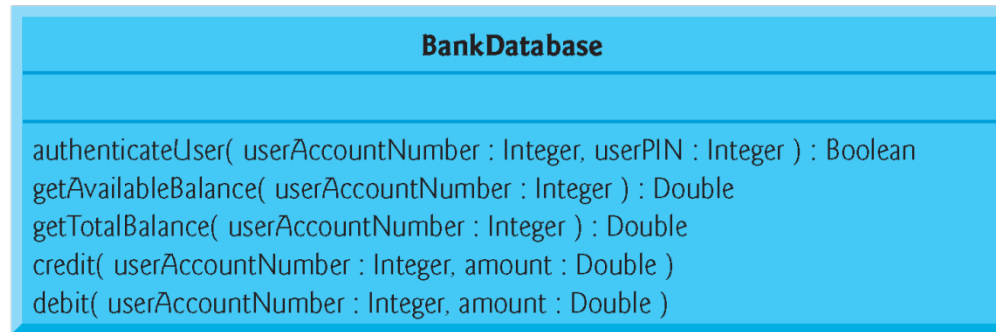 BankDatabase
authenticateUser( userAccountNumber : Integer, userPIN : Integer ) : Boolean
getAvailableBalance( userAccountNumber : Integer ) : Double
getTotalBalance( userAccountNumber : Integer ) : Double
credit( userAccountNumber : Integer, amount : Double )
debit( userAccountNumber : Integer, amount : Double )